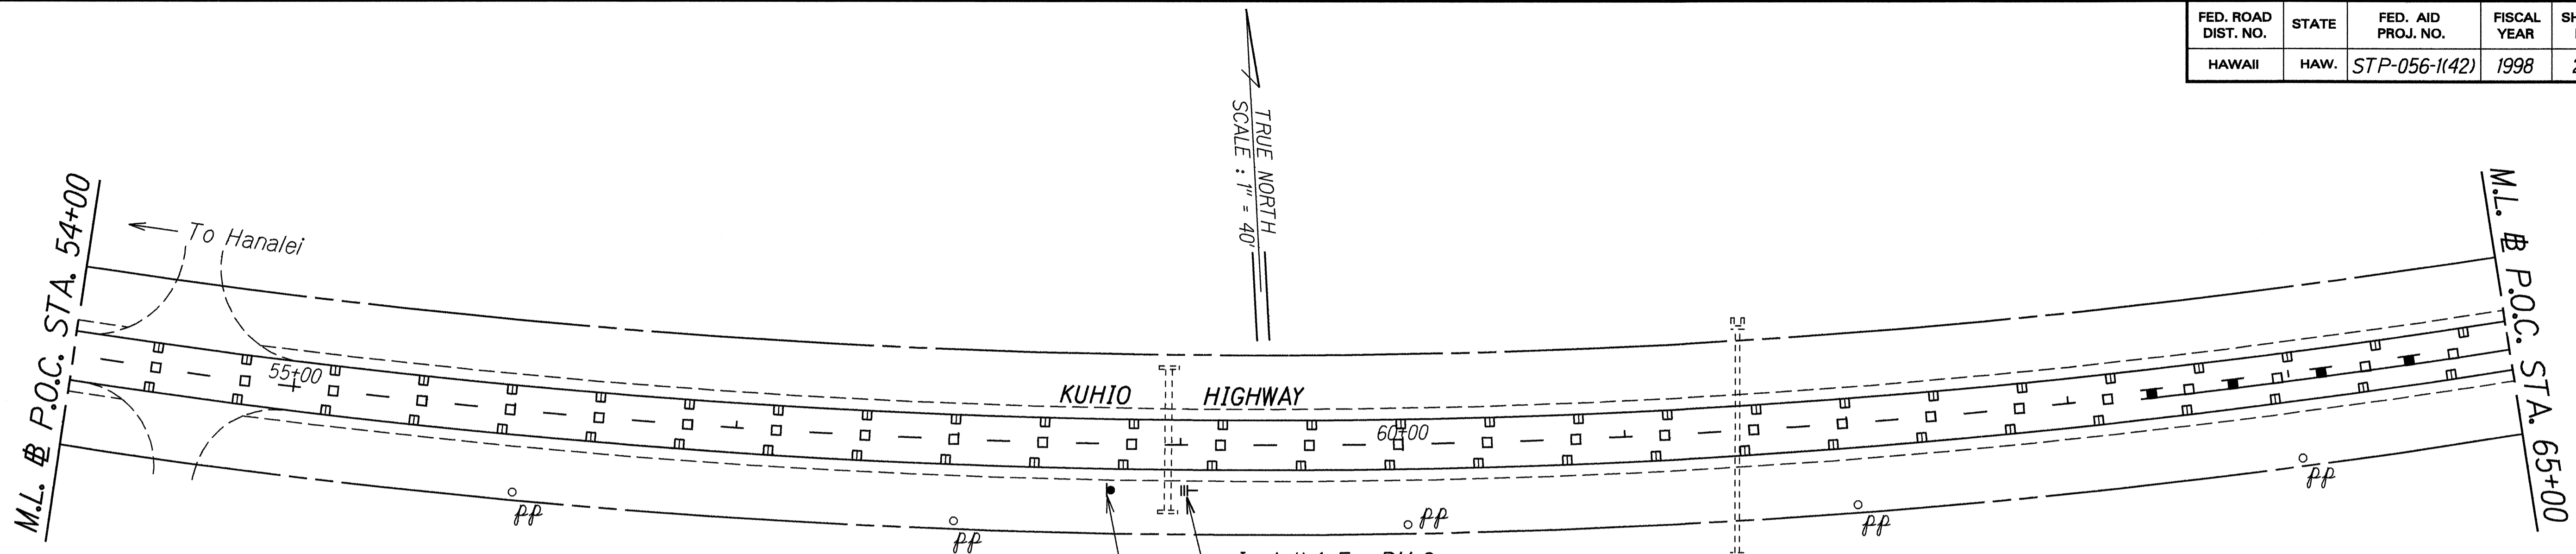 FED. ROAD DIST. NO.
STATE
FED. AID PROJ. NO.
FISCAL YEAR
HAWAII
HAW.
STP-056-1(42)
1998
TRUE NORTH
SCALE : 1" = 40'
M.L. BL P.O.C. STA. 54+00
To Hanalei
55+00
KUHIO HIGHWAY
60+00
M.L. BL P.O.C. STA. 65+00
pp
pp
pp
pp
pp